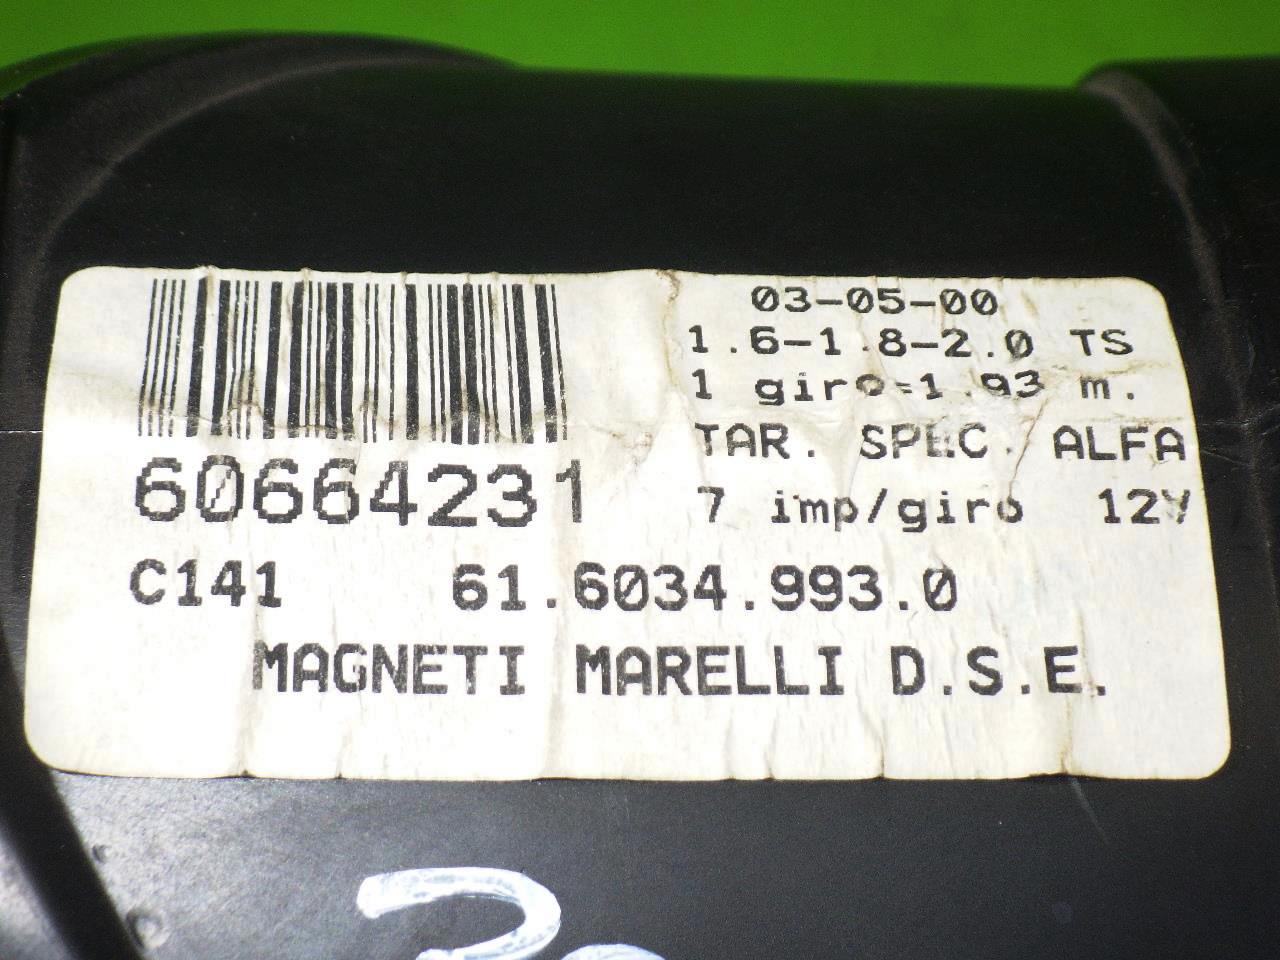 03-05-00
1.6-1.8-2.0 TS
1 giro=1.93 m.
TAR. SPEC. ALFA
60664231 7 imp/giro 12V
C141 61.6034.993.0
MAGNETI MARELLI D.S.E.